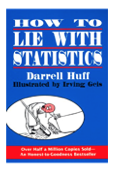 HOW TO
LIE WITH
STATISTICS
Darrell Huff
Illustrated by Irving Geis
Over Half a Million Copies Sold—
An Honest-to-Goodness Bestseller